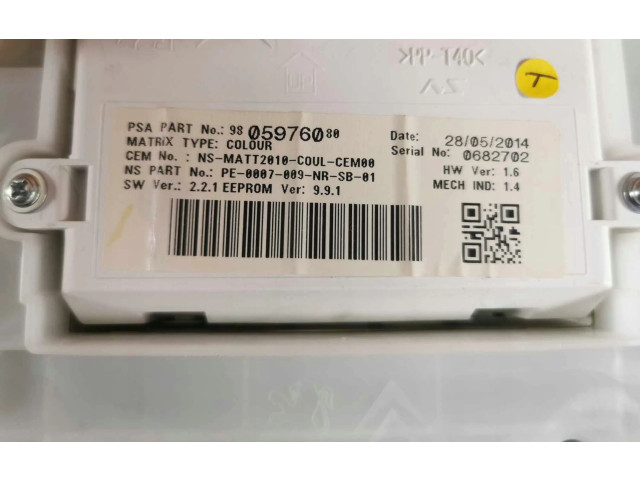 >PP-T40<
T
PSA PART No.: 98 059760 80
MATRIX TYPE: COLOUR
CEM No.: NS-MATT2010-COUL-CEM00
NS PART No.: PE-0007-009-NR-SB-01
SW Ver.: 2.2.1 EEPROM Ver: 9.9.1
Date: 28/05/2014
Serial No: 0682702
HW Ver: 1.6
MECH IND: 1.4